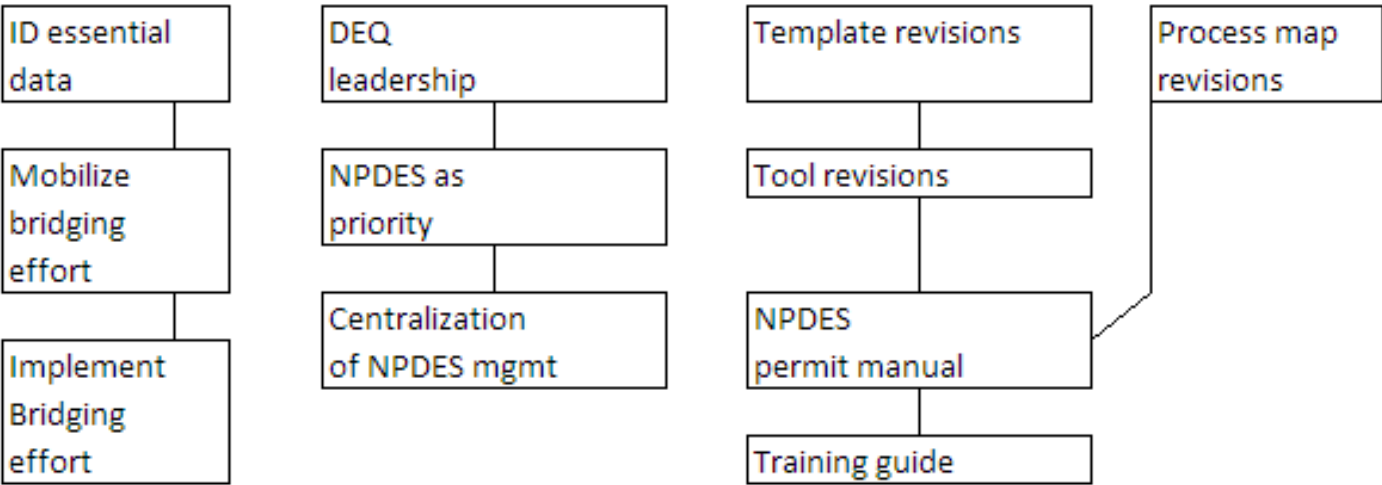 ID essential
data
Mobilize
bridging
effort
Implement
Bridging
effort
DEQ
leadership
NPDES as
priority
Centralization
of NPDES mgmt
Template revisions
Tool revisions
NPDES
permit manual
Training guide
Process map
revisions